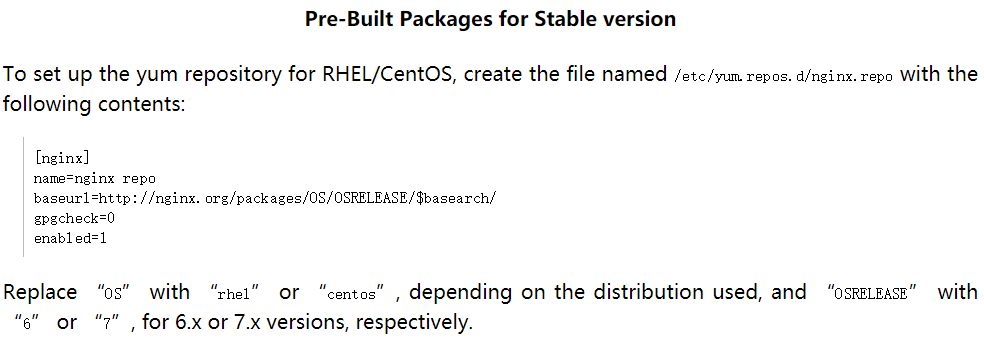 Pre-Built Packages for Stable version
To set up the yum repository for RHEL/CentOS, create the file named /etc/yum.repos.d/nginx.repo with the
following contents:
[nginx]
name=nginx repo
baseurl=http://nginx.org/packages/OS/OSRELEASE/$basearch/
gpgcheck=0
enabled=1
Replace “OS” with “rhel” or “centos” , depending on the distribution used, and “OSRELEASE” with
“6” or “7” , for 6.x or 7.x versions, respectively.